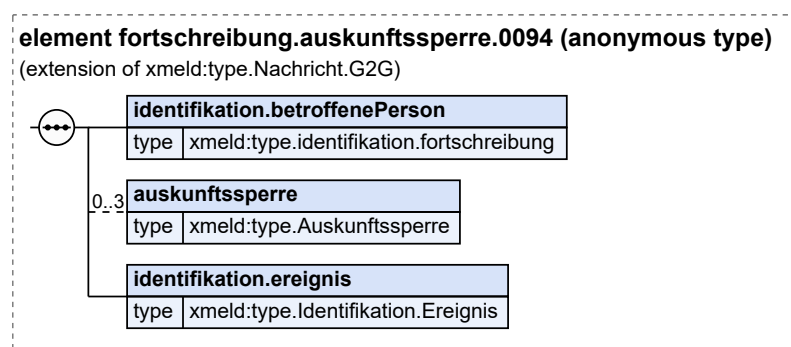 element fortschreibung.auskunftssperre.0094 (anonymous type)
(extension of xmeld:type.Nachricht.G2G)
identifikation.betroffenePerson
type xmeld:type.identifikation.fortschreibung
0..3 auskunftssperre
type xmeld:type.Auskunftssperre
identifikation.ereignis
type xmeld:type.Identifikation.Ereignis